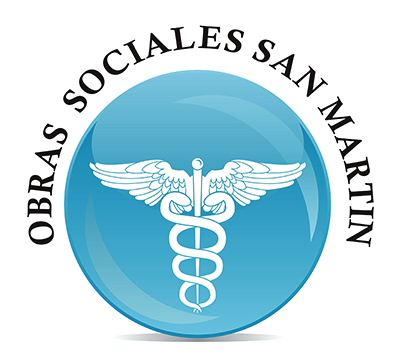 OBRAS SOCIALES SAN MARTIN